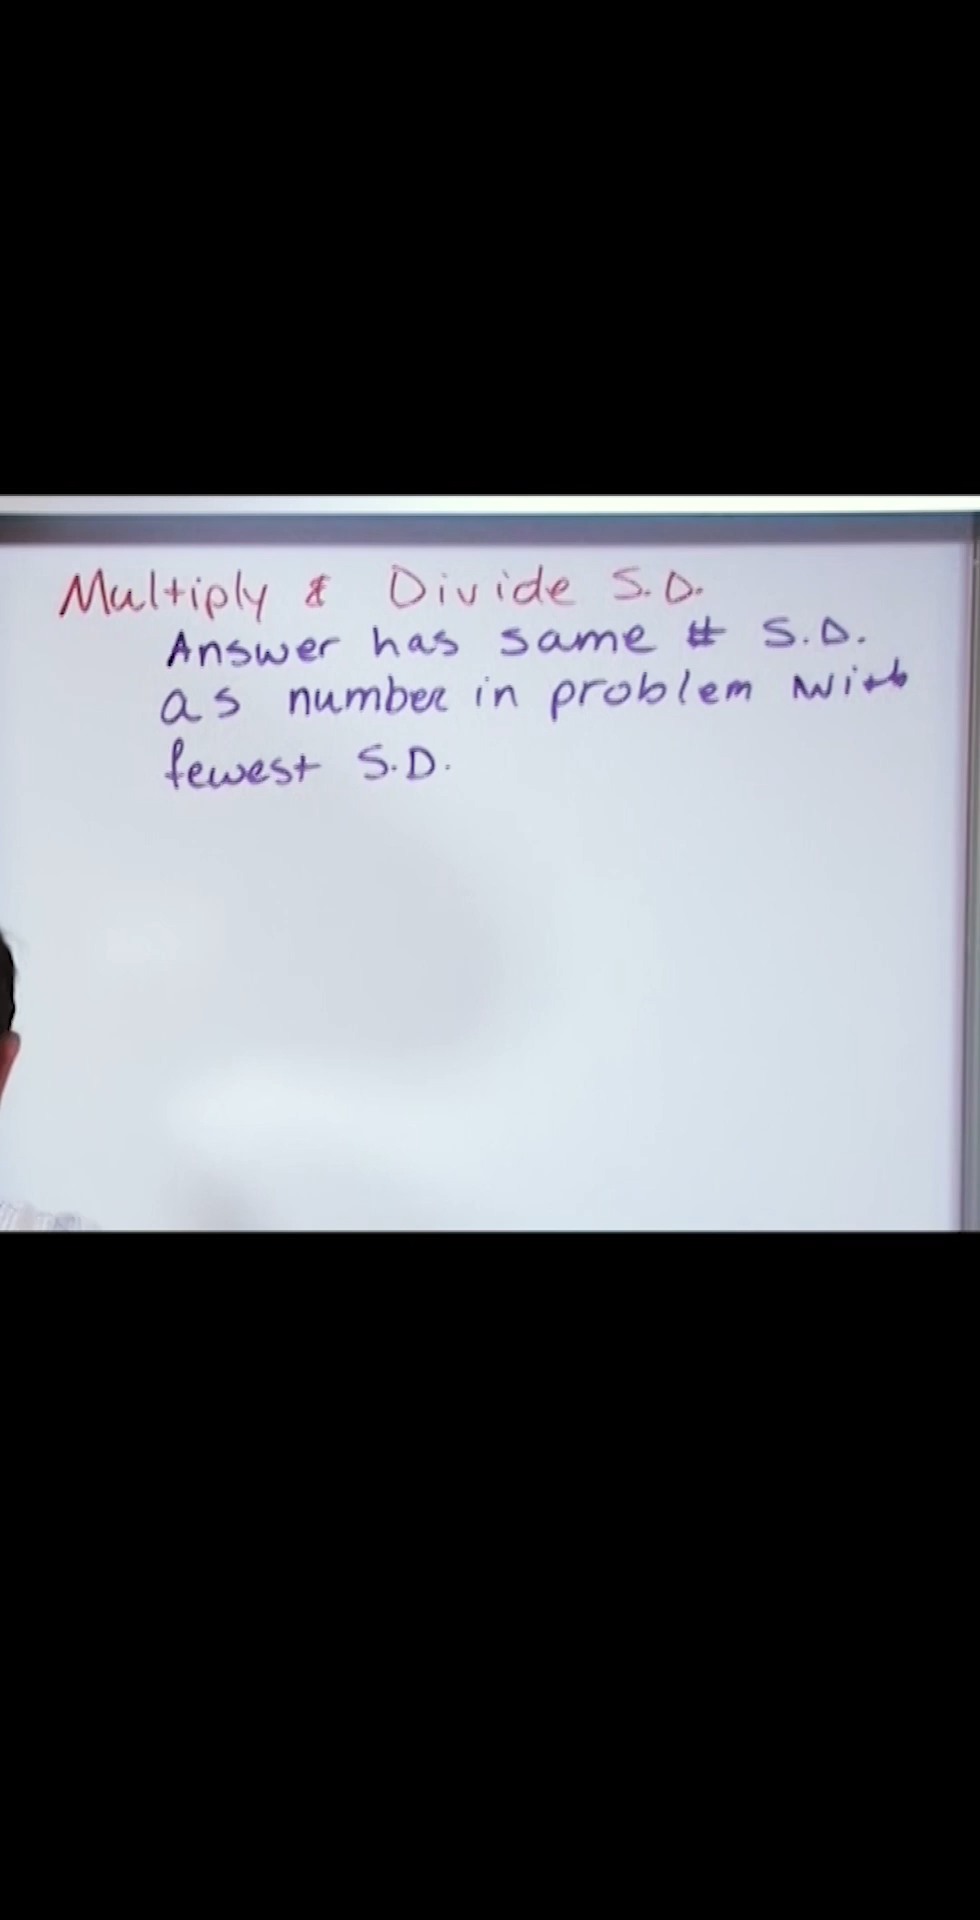 Multiply & Divide S.D.
Answer has same # S.D.
as number in problem with
fewest S.D.